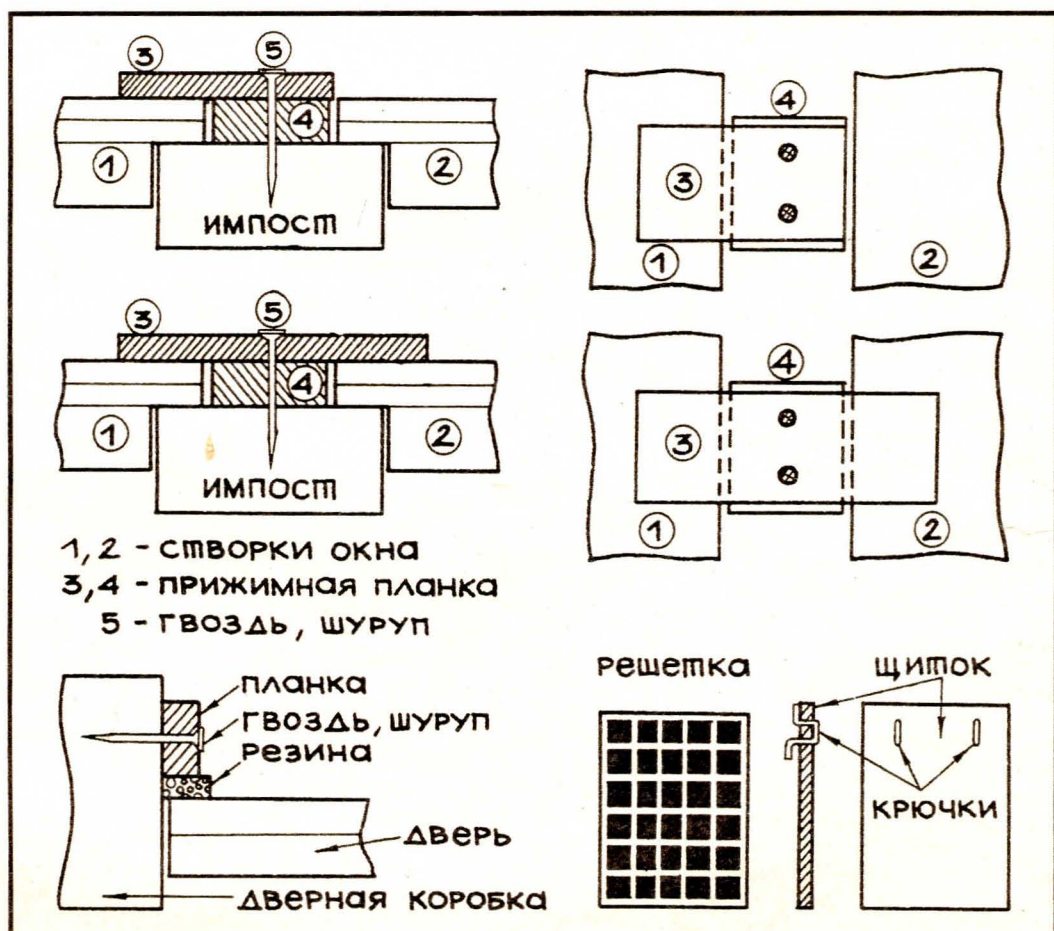 3 5
4
1 2
ИМПОСТ
4
3
1 2
3 5
4
1 2
ИМПОСТ
4
3
1 2
1,2 - СТВОРКИ ОКНА
3,4 - ПРИЖИМНАЯ ПЛАНКА
5 - ГВОЗДЬ, ШУРУП
ПЛАНКА
ГВОЗДЬ, ШУРУП
РЕЗИНА
ДВЕРЬ
ДВЕРНАЯ КОРОБКА
РЕШЕТКА
ЩИТОК
КРЮЧКИ